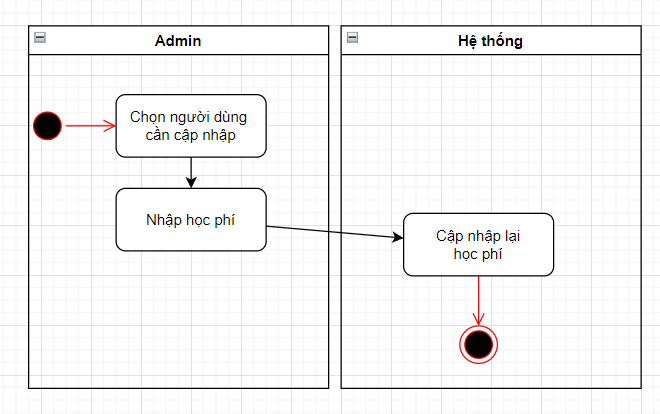 Admin
Hệ thống
Chọn người dùng
cần cập nhập
Nhập học phí
Cập nhập lại
học phí